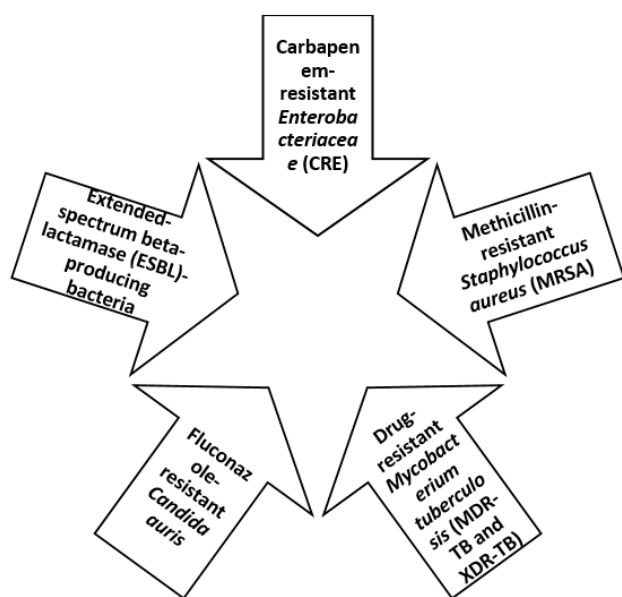 Carbapen
em-
resistant
Enteroba
cteriacea
e (CRE)
Methicillin-
resistant
Staphylococcus
aureus (MRSA)
Drug-
resistant
Mycobact
erium
tuberculo
sis (MDR-
TB and
XDR-TB)
Fluconaz
ole-
resistant
Candida
auris
Extended-
spectrum beta-
lactamase (ESBL)-
producing
bacteria